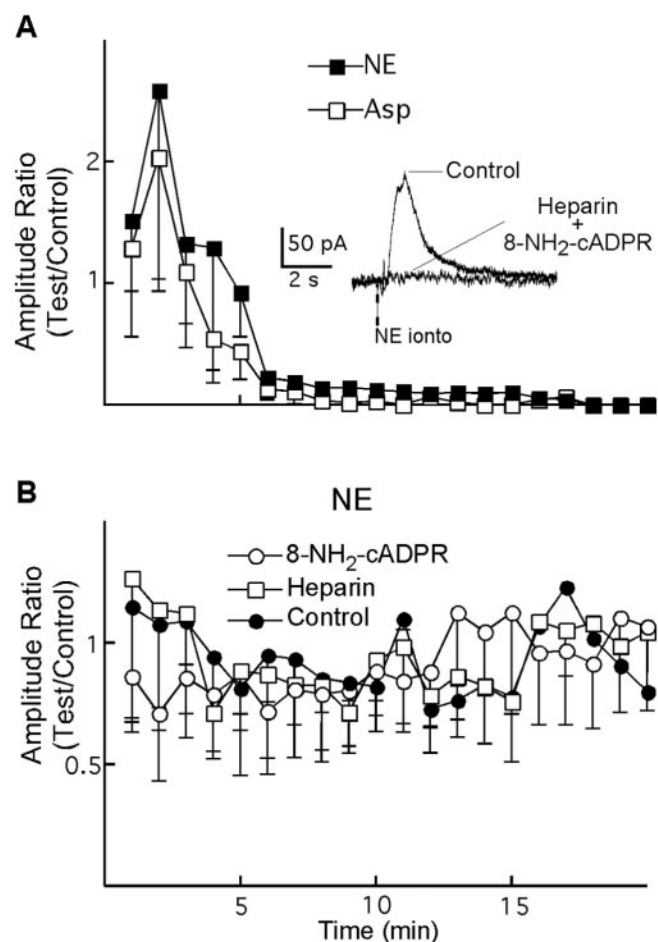 A
NE
Asp
2
1
Amplitude Ratio
(Test/Control)
Control
Heparin
+
8-NH₂-cADPR
50 pA
2 s
NE ionto
B
NE
8-NH₂-cADPR
Heparin
Control
1
0.5
Amplitude Ratio
(Test/Control)
5
10
15
Time (min)